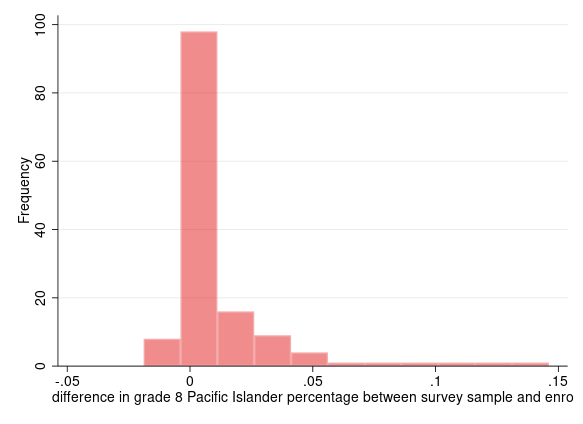 100
80
60
40
20
0
Frequency
-.05 0 .05 .1 .15
difference in grade 8 Pacific Islander percentage between survey sample and enro